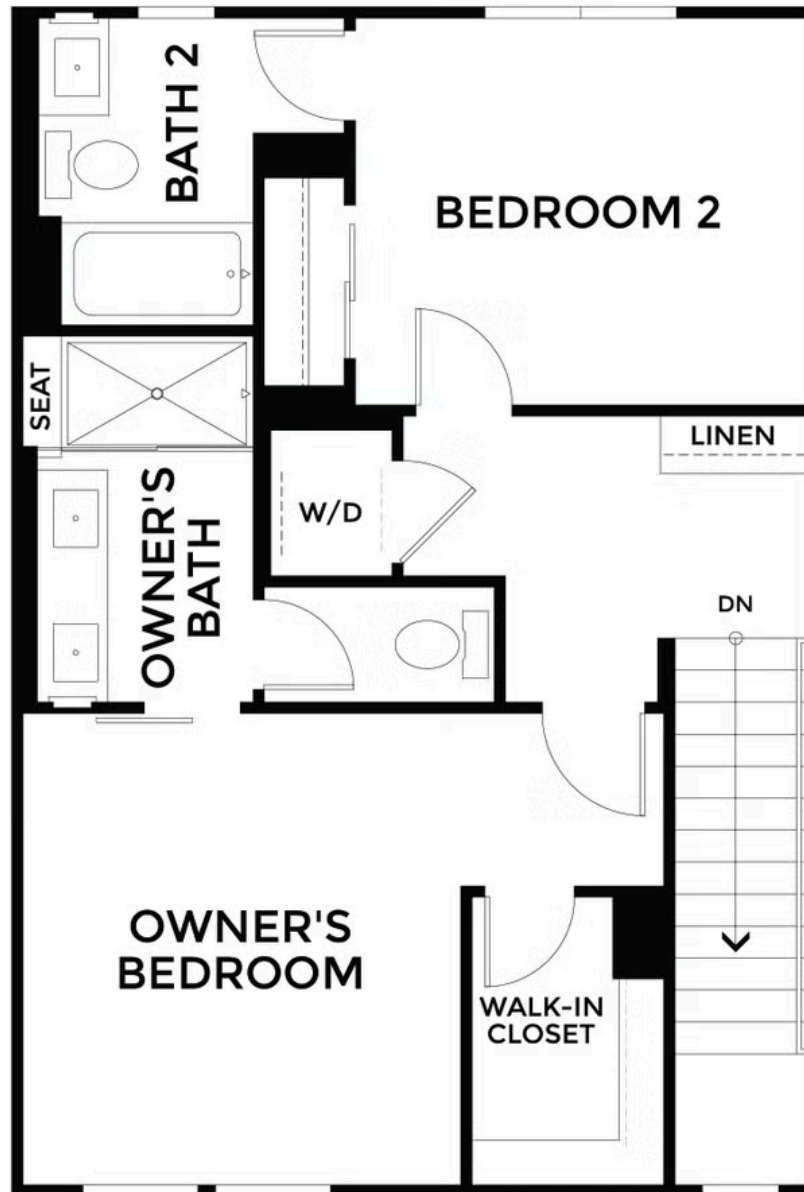 BATH 2
BEDROOM 2
SEAT
LINEN
W/D
OWNER'S
BATH
DN
OWNER'S
BEDROOM
WALK-IN
CLOSET